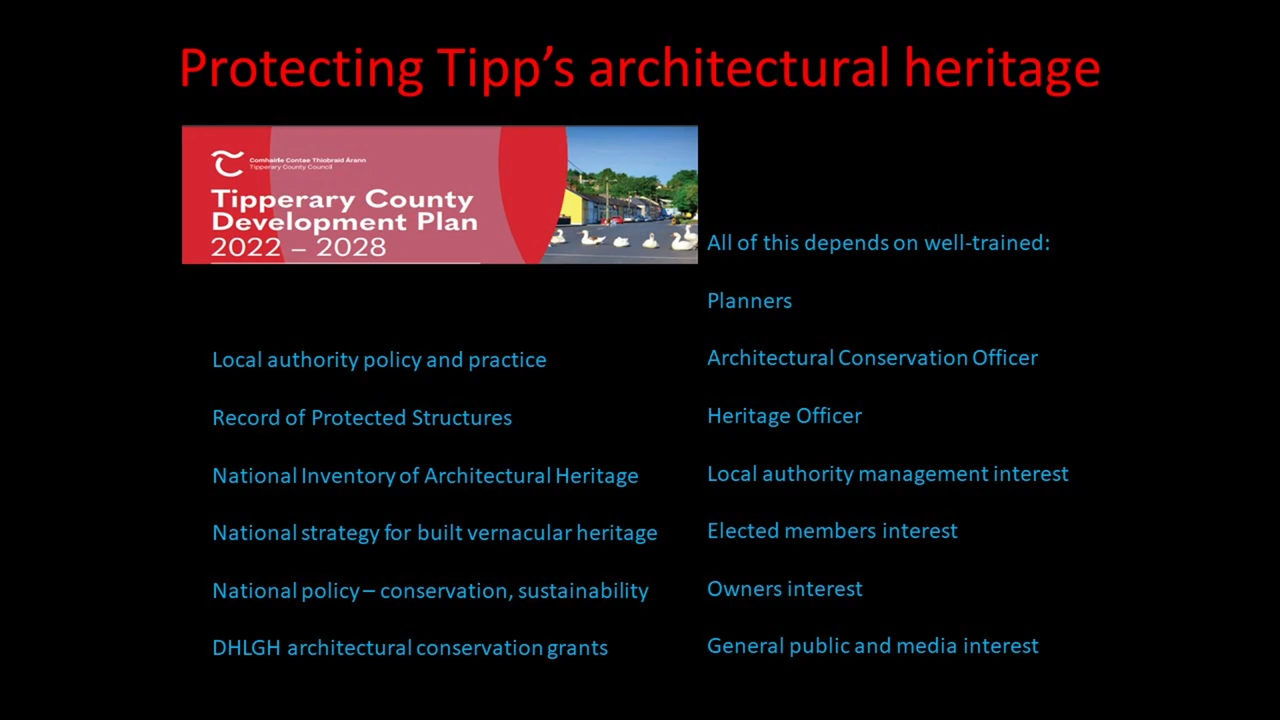 Protecting Tipp’s architectural heritage
Comhairle Contae Thiobraid Árann
Tipperary County Council
Tipperary County
Development Plan
2022 – 2028
Local authority policy and practice
Record of Protected Structures
National Inventory of Architectural Heritage
National strategy for built vernacular heritage
National policy – conservation, sustainability
DHLGH architectural conservation grants
All of this depends on well-trained:
Planners
Architectural Conservation Officer
Heritage Officer
Local authority management interest
Elected members interest
Owners interest
General public and media interest